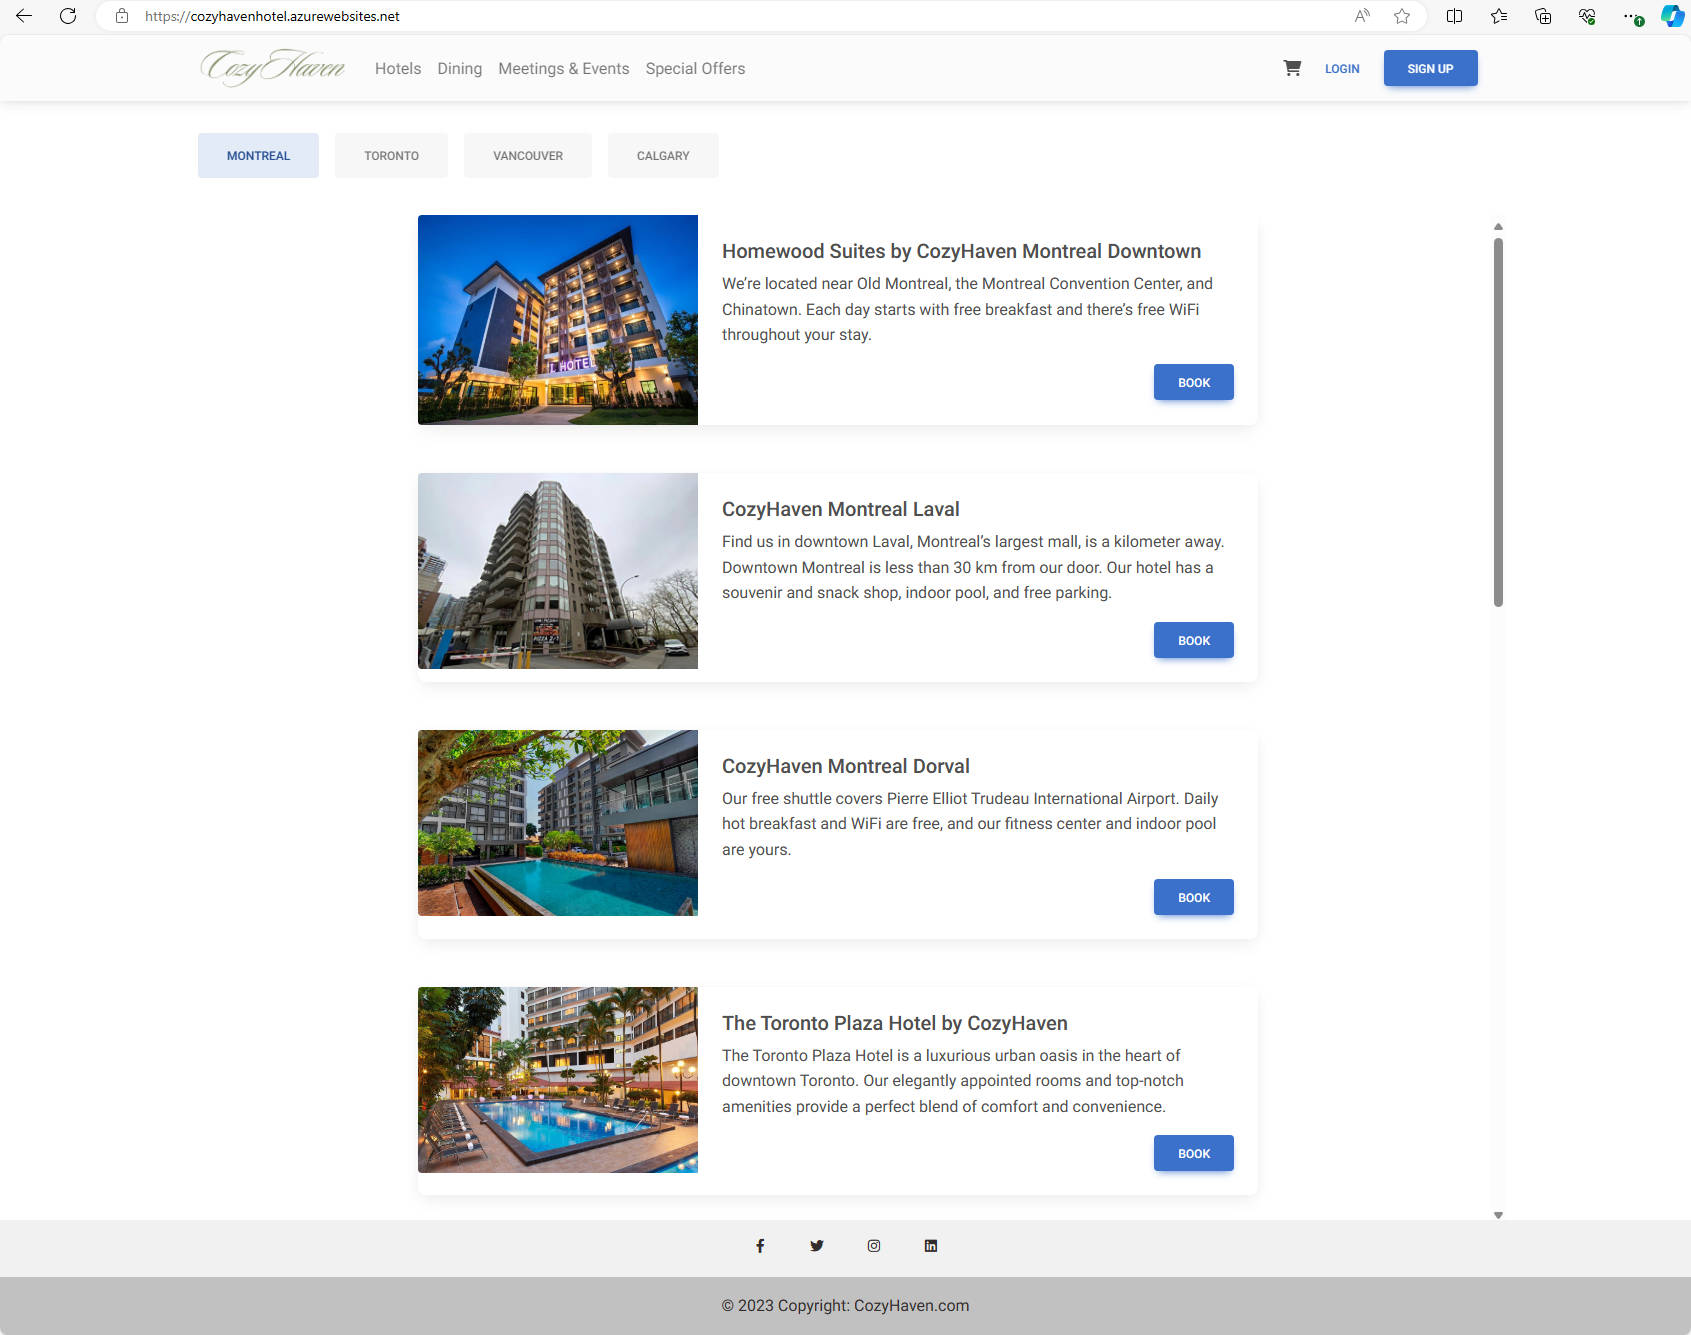 https://cozyhavenhotel.azurewebsites.net
CozyHaven
Hotels Dining Meetings & Events Special Offers
LOGIN
SIGN UP
MONTREAL
TORONTO
VANCOUVER
CALGARY
Homewood Suites by CozyHaven Montreal Downtown
We’re located near Old Montreal, the Montreal Convention Center, and
Chinatown. Each day starts with free breakfast and there’s free WiFi
throughout your stay.
HOTEL
BOOK
CozyHaven Montreal Laval
Find us in downtown Laval, Montreal’s largest mall, is a kilometer away.
Downtown Montreal is less than 30 km from our door. Our hotel has a
souvenir and snack shop, indoor pool, and free parking.
BOOK
CozyHaven Montreal Dorval
Our free shuttle covers Pierre Elliot Trudeau International Airport. Daily
hot breakfast and WiFi are free, and our fitness center and indoor pool
are yours.
BOOK
The Toronto Plaza Hotel by CozyHaven
The Toronto Plaza Hotel is a luxurious urban oasis in the heart of
downtown Toronto. Our elegantly appointed rooms and top-notch
amenities provide a perfect blend of comfort and convenience.
BOOK
© 2023 Copyright: CozyHaven.com